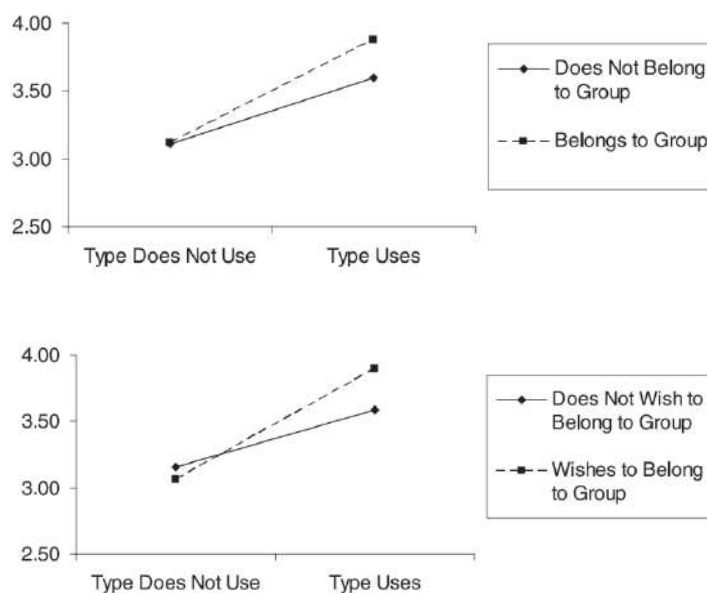 4.00
3.50
3.00
2.50
Type Does Not Use
Type Uses
Does Not Belong
to Group
Belongs to Group
4.00
3.50
3.00
2.50
Type Does Not Use
Type Uses
Does Not Wish to
Belong to Group
Wishes to Belong
to Group